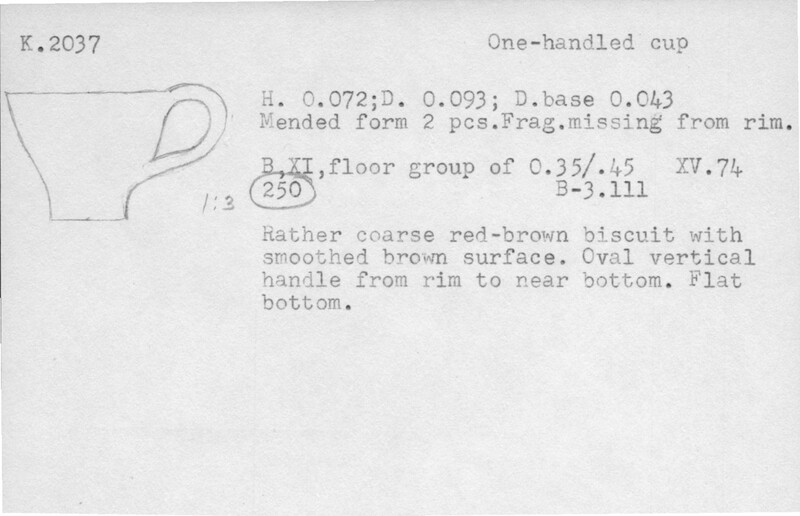 K.2037
One-handled cup
H. 0.072;D. 0.093; D.base 0.043
Mended form 2 pcs.Frag.missing from rim.
B,XI,floor group of 0.35/.45 XV.74
250 B-3.lll
1:3
Rather coarse red-brown biscuit with
smoothed brown surface. Oval vertical
handle from rim to near bottom. Flat
bottom.